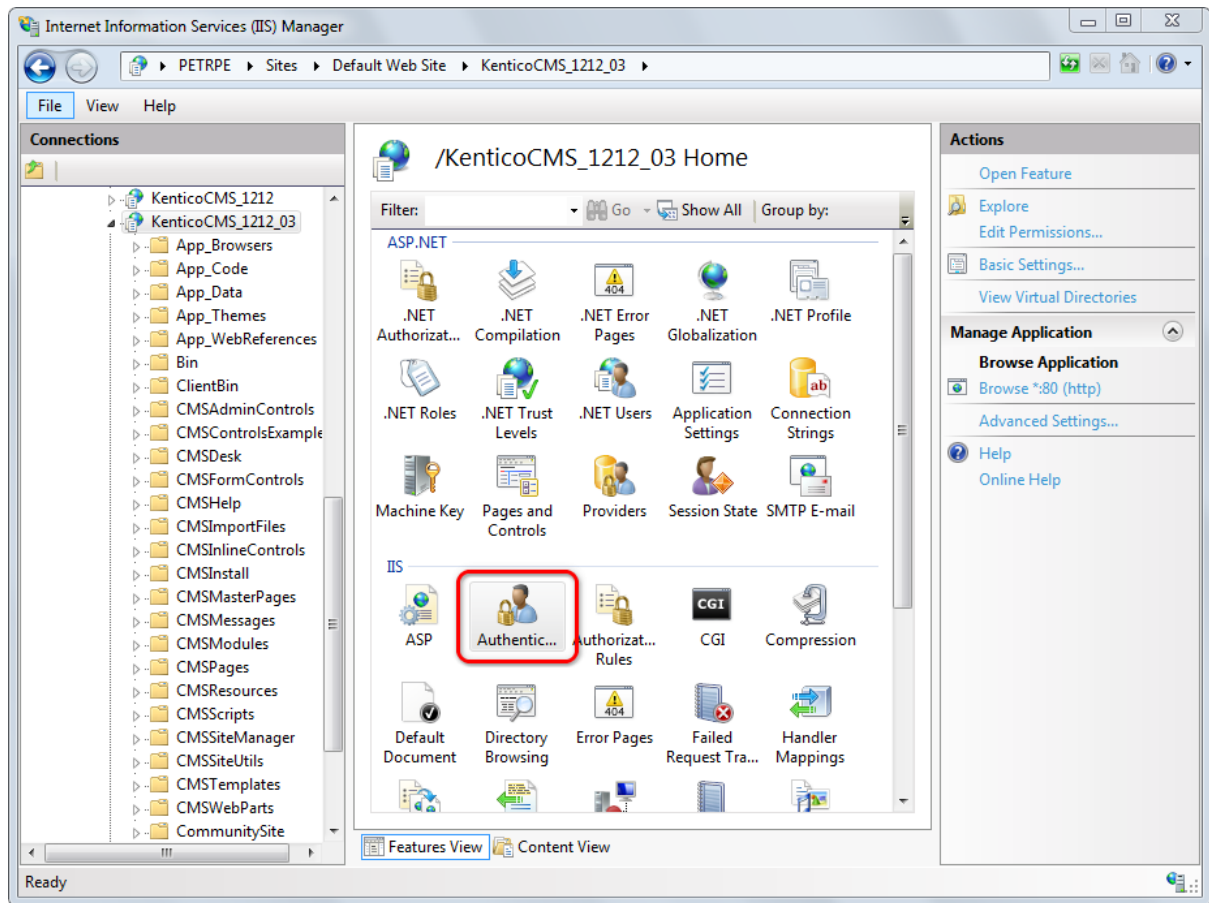 Internet Information Services (IIS) Manager
PETRPE Sites Default Web Site KenticoCMS_1212_03
File View Help
Connections
KenticoCMS_1212
KenticoCMS_1212_03
App_Browsers
App_Code
App_Data
App_Themes
App_WebReferences
Bin
ClientBin
CMSAdminControls
CMSControlsExample
CMSDesk
CMSFormControls
CMSHelp
CMSImportFiles
CMSInlineControls
CMSInstall
CMSMasterPages
CMSMessages
CMSModules
CMSPages
CMSResources
CMSScripts
CMSSiteManager
CMSSiteUtils
CMSTemplates
CMSWebParts
CommunitySite
/KenticoCMS_1212_03 Home
Filter: Go Show All Group by:
ASP.NET
404
.NET Authorizat...
.NET Compilation
.NET Error Pages
.NET Globalization
.NET Profile
ab
.NET Roles
.NET Trust Levels
.NET Users
Application Settings
Connection Strings
Machine Key
Pages and Controls
Providers
Session State
SMTP E-mail
IIS
CGI
ASP
Authentic...
Authorizat... Rules
CGI
Compression
404
Default Document
Directory Browsing
Error Pages
Failed Request Tra...
Handler Mappings
Features View Content View
Actions
Open Feature
Explore
Edit Permissions...
Basic Settings...
View Virtual Directories
Manage Application
Browse Application
Browse *:80 (http)
Advanced Settings...
Help
Online Help
Ready